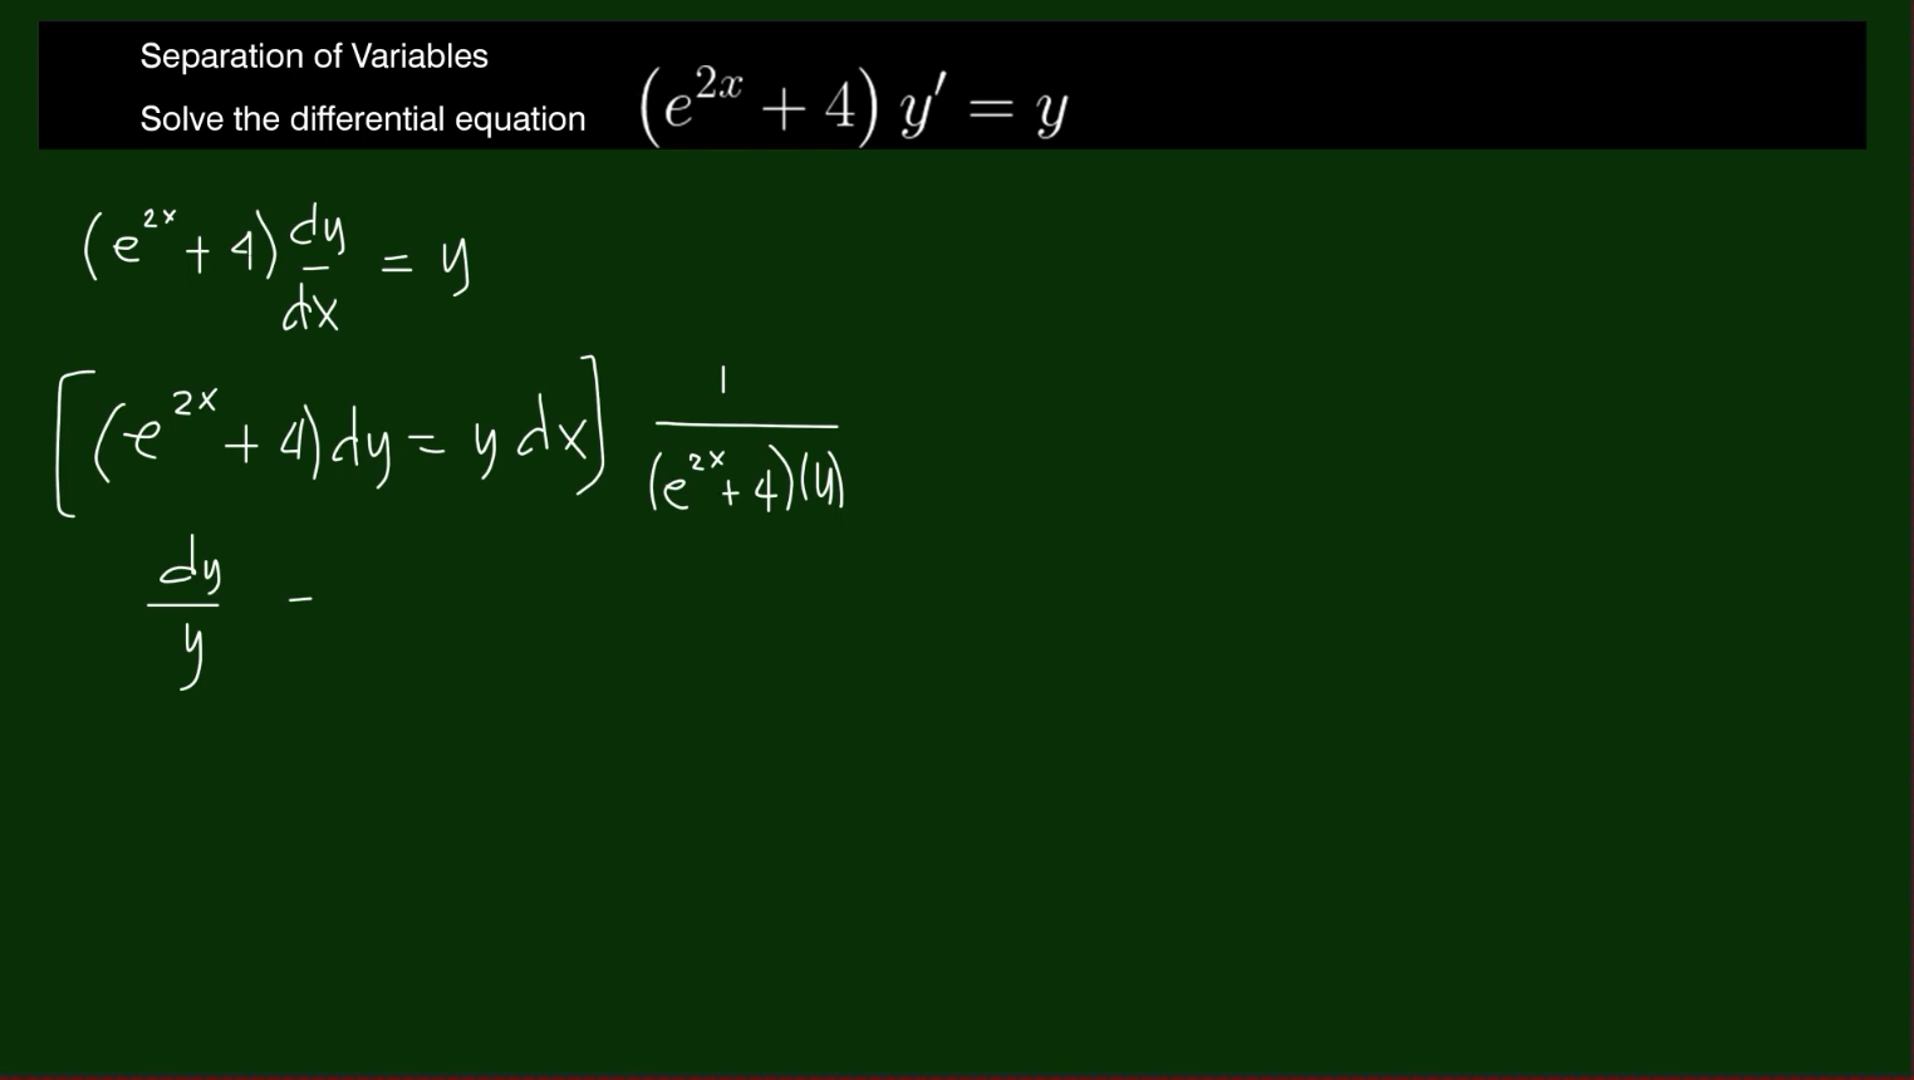 Separation of Variables
Solve the differential equation (e^{2x} + 4) y' = y
(e^{2x} + 4) dy/dx = y
[(e^{2x} + 4) dy = y dx] 1/((e^{2x} + 4)(y))
dy/y -